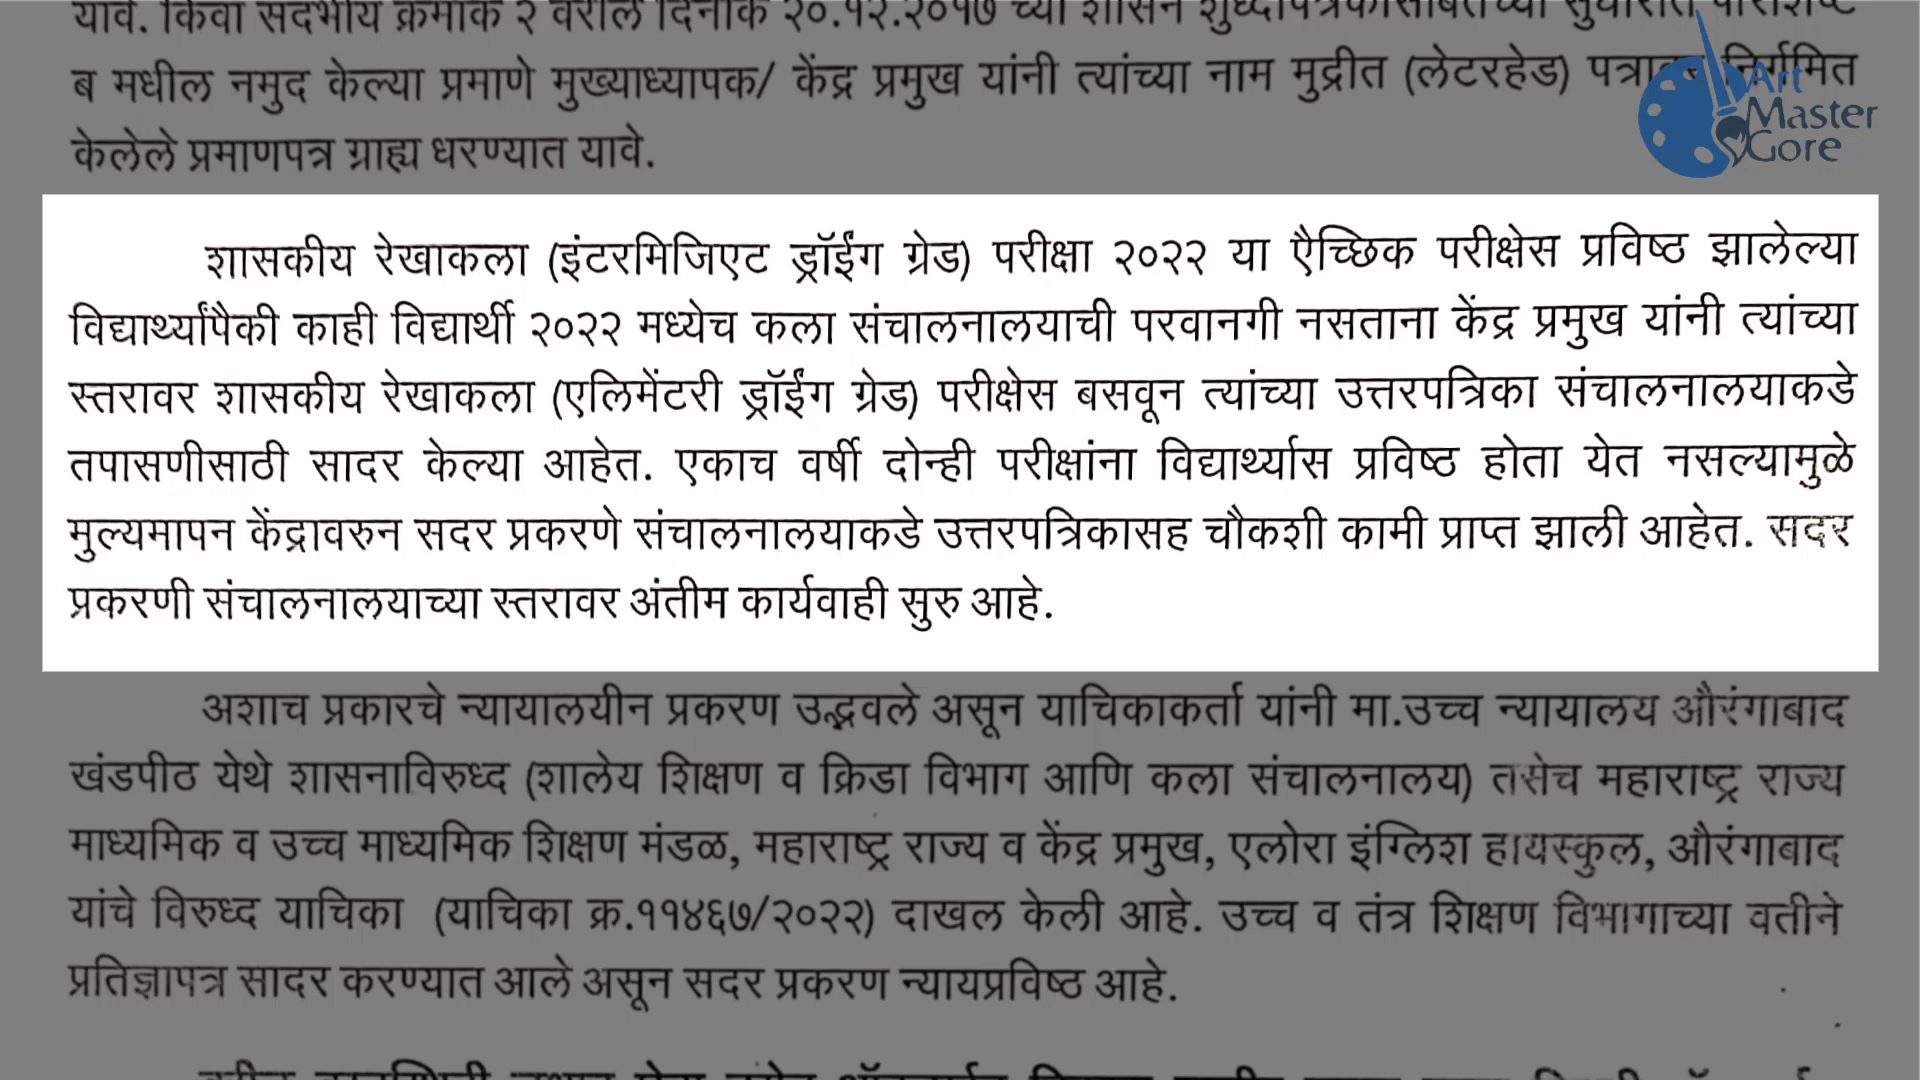 यावे. किंवा संदर्भीय क्रमांक २ वरील दिनांक २०.१२.२०१७ च्या शासन
ब मधील नमुद केल्या प्रमाणे मुख्याध्यापक/ केंद्र प्रमुख यांनी त्यांच्या नाम मुद्रीत (लेटरहेड) निर्गमित
केलेले प्रमाणपत्र ग्राह्य धरण्यात यावे.
Art
Master
Gore
शासकीय रेखाकला (इंटरमिजिएट ड्रॉईंग ग्रेड) परीक्षा २०२२ या ऐच्छिक परीक्षेस प्रविष्ठ झालेल्या
विद्यार्थ्यांपैकी काही विद्यार्थी २०२२ मध्येच कला संचालनालयाची परवानगी नसताना केंद्र प्रमुख यांनी त्यांच्या
स्तरावर शासकीय रेखाकला (एलिमेंटरी ड्रॉईंग ग्रेड) परीक्षेस बसवून त्यांच्या उत्तरपत्रिका संचालनालयाकडे
तपासणीसाठी सादर केल्या आहेत. एकाच वर्षी दोन्ही परीक्षांना विद्यार्थ्यास प्रविष्ठ होता येत नसल्यामुळे
मुल्यमापन केंद्रावरुन सदर प्रकरणे संचालनालयाकडे उत्तरपत्रिकासह चौकशी कामी प्राप्त झाली आहेत. सदर
प्रकरणी संचालनालयाच्या स्तरावर अंतीम कार्यवाही सुरु आहे.
अशाच प्रकारचे न्यायालयीन प्रकरण उद्भवले असून याचिकाकर्ता यांनी मा.उच्च न्यायालय औरंगाबाद
खंडपीठ येथे शासनाविरुध्द (शालेय शिक्षण व क्रिडा विभाग आणि कला संचालनालय) तसेच महाराष्ट्र राज्य
माध्यमिक व उच्च माध्यमिक शिक्षण मंडळ, महाराष्ट्र राज्य व केंद्र प्रमुख, एलोरा इंग्लिश हायस्कुल, औरंगाबाद
यांचे विरुध्द याचिका (याचिका क्र.११४६७/२०२२) दाखल केली आहे. उच्च व तंत्र शिक्षण विभागाच्या वतीने
प्रतिज्ञापत्र सादर करण्यात आले असून सदर प्रकरण न्यायप्रविष्ठ आहे.